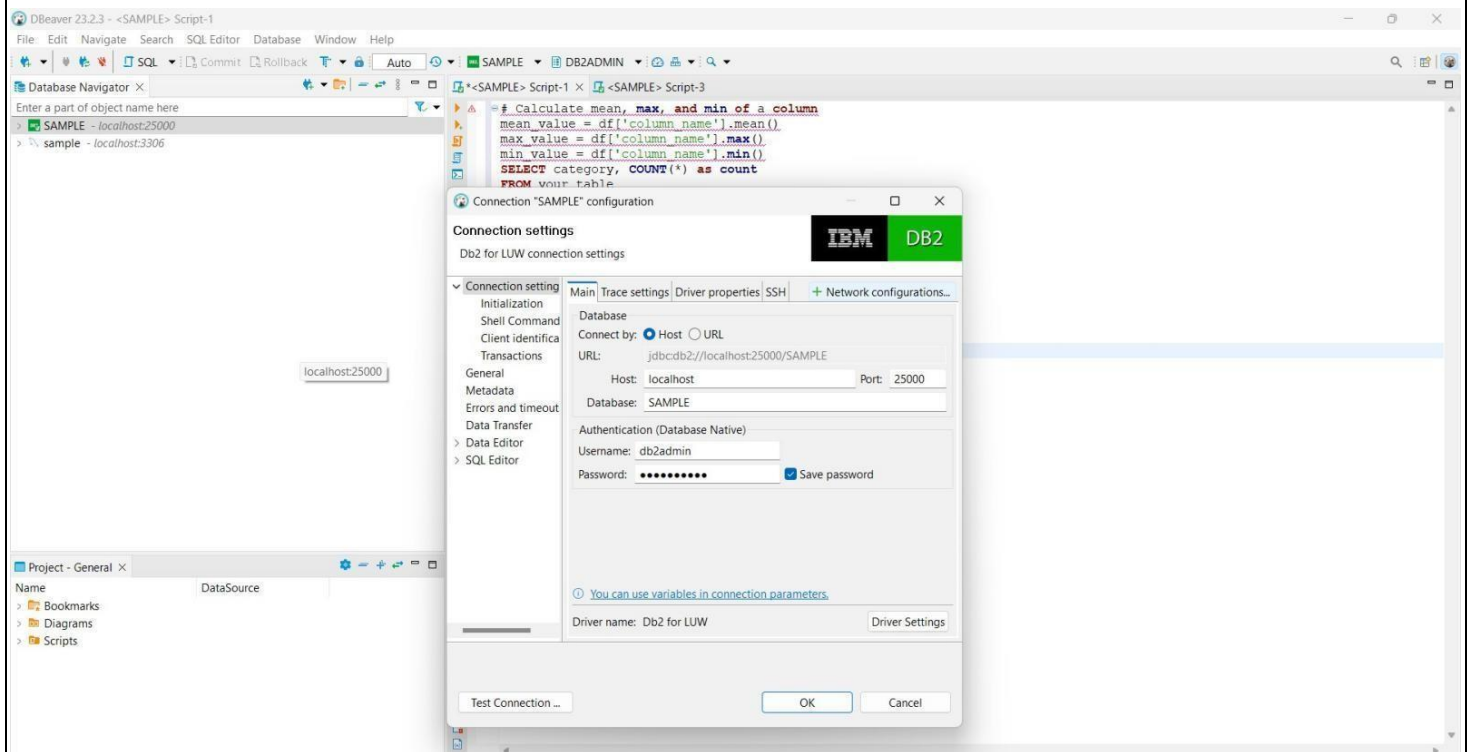 DBeaver 23.2.3 - <SAMPLE> Script-1
File Edit Navigate Search SQL Editor Database Window Help
SQL Commit Rollback Auto SAMPLE DB2ADMIN
Database Navigator
Enter a part of object name here
SAMPLE - localhost:25000
sample - localhost:3306
localhost:25000
*<SAMPLE> Script-1 <SAMPLE> Script-3
# Calculate mean, max, and min of a column
mean_value = df['column_name'].mean()
max_value = df['column_name'].max()
min_value = df['column_name'].min()
SELECT category, COUNT(*) as count
FROM your_table
Connection "SAMPLE" configuration
Connection settings
Db2 for LUW connection settings
IBM DB2
Connection setting
Initialization
Shell Command
Client identifica
Transactions
General
Metadata
Errors and timeout
Data Transfer
Data Editor
SQL Editor
Main Trace settings Driver properties SSH + Network configurations...
Database
Connect by: Host URL
URL: jdbc:db2://localhost:25000/SAMPLE
Host: localhost Port: 25000
Database: SAMPLE
Authentication (Database Native)
Username: db2admin
Password: •••••••••• Save password
You can use variables in connection parameters.
Driver name: Db2 for LUW Driver Settings
Test Connection ... OK Cancel
Project - General
Name DataSource
Bookmarks
Diagrams
Scripts